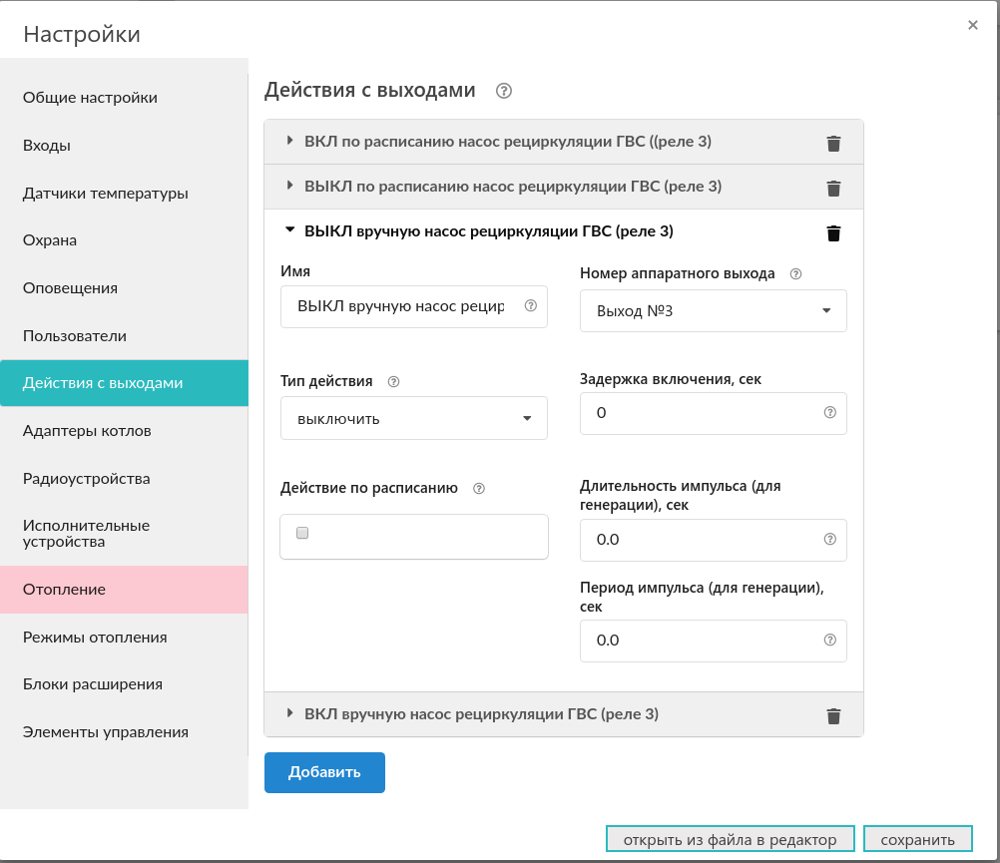 Настройки
×
Общие настройки
Входы
Датчики температуры
Охрана
Оповещения
Пользователи
Действия с выходами
Адаптеры котлов
Радиоустройства
Исполнительные
устройства
Отопление
Режимы отопления
Блоки расширения
Элементы управления
Действия с выходами ?
ВКЛ по расписанию насос рециркуляции ГВС ((реле 3)
ВЫКЛ по расписанию насос рециркуляции ГВС (реле 3)
ВЫКЛ вручную насос рециркуляции ГВС (реле 3)
Имя
ВЫКЛ вручную насос рецир ?
Номер аппаратного выхода ?
Выход №3
Тип действия ?
выключить
Задержка включения, сек
0 ?
Действие по расписанию ?
Длительность импульса (для
генерации), сек
0.0 ?
Период импульса (для генерации),
сек
0.0 ?
ВКЛ вручную насос рециркуляции ГВС (реле 3)
Добавить
открыть из файла в редактор
сохранить